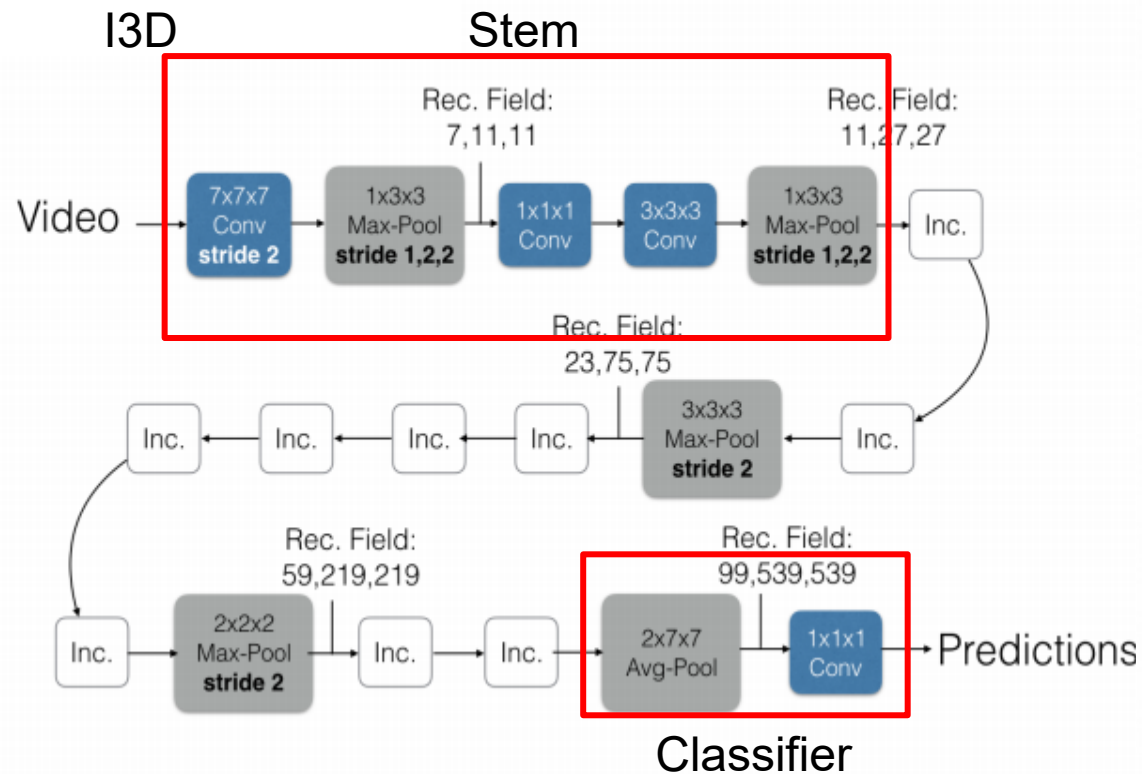 I3D
Stem
Rec. Field:
7,11,11
Rec. Field:
11,27,27
Video
7x7x7
Conv
stride 2
1x3x3
Max-Pool
stride 1,2,2
1x1x1
Conv
3x3x3
Conv
1x3x3
Max-Pool
stride 1,2,2
Inc.
Rec. Field:
23,75,75
Inc.
Inc.
Inc.
Inc.
3x3x3
Max-Pool
stride 2
Inc.
Rec. Field:
59,219,219
Rec. Field:
99,539,539
Inc.
2x2x2
Max-Pool
stride 2
Inc.
Inc.
2x7x7
Avg-Pool
1x1x1
Conv
Predictions
Classifier